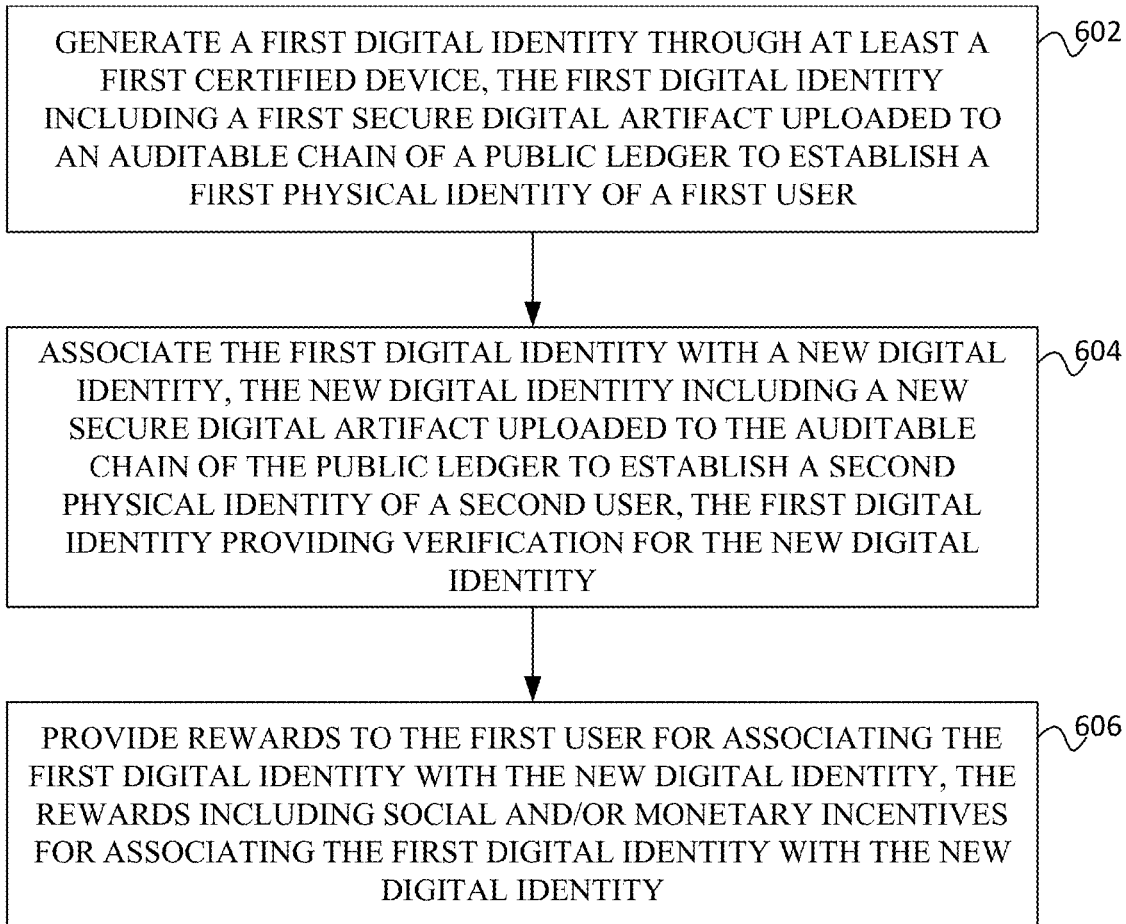 GENERATE A FIRST DIGITAL IDENTITY THROUGH AT LEAST A
FIRST CERTIFIED DEVICE, THE FIRST DIGITAL IDENTITY
INCLUDING A FIRST SECURE DIGITAL ARTIFACT UPLOADED TO
AN AUDITABLE CHAIN OF A PUBLIC LEDGER TO ESTABLISH A
FIRST PHYSICAL IDENTITY OF A FIRST USER
602
ASSOCIATE THE FIRST DIGITAL IDENTITY WITH A NEW DIGITAL
IDENTITY, THE NEW DIGITAL IDENTITY INCLUDING A NEW
SECURE DIGITAL ARTIFACT UPLOADED TO THE AUDITABLE
CHAIN OF THE PUBLIC LEDGER TO ESTABLISH A SECOND
PHYSICAL IDENTITY OF A SECOND USER, THE FIRST DIGITAL
IDENTITY PROVIDING VERIFICATION FOR THE NEW DIGITAL
IDENTITY
604
PROVIDE REWARDS TO THE FIRST USER FOR ASSOCIATING THE
FIRST DIGITAL IDENTITY WITH THE NEW DIGITAL IDENTITY, THE
REWARDS INCLUDING SOCIAL AND/OR MONETARY INCENTIVES
FOR ASSOCIATING THE FIRST DIGITAL IDENTITY WITH THE NEW
DIGITAL IDENTITY
606